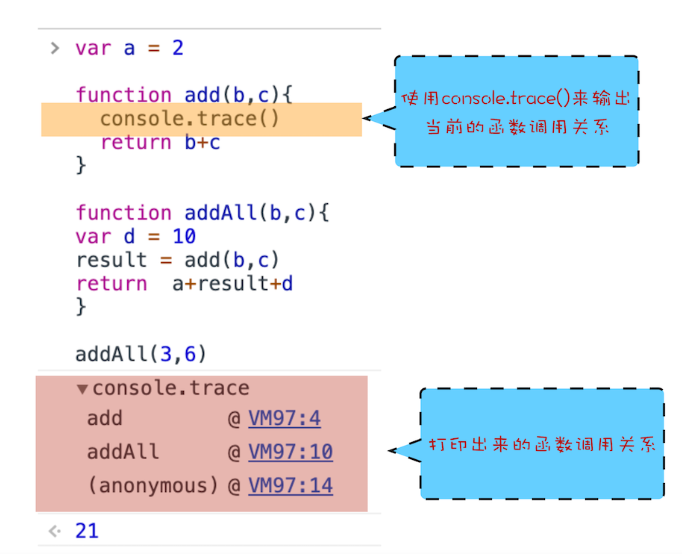 var a = 2
function add(b,c){
console.trace()
return b+c
}
使用console.trace()来输出
当前的函数调用关系
function addAll(b,c){
var d = 10
result = add(b,c)
return  a+result+d
}
addAll(3,6)
console.trace
add @ VM97:4
addAll @ VM97:10
(anonymous) @ VM97:14
打印出来的函数调用关系
21